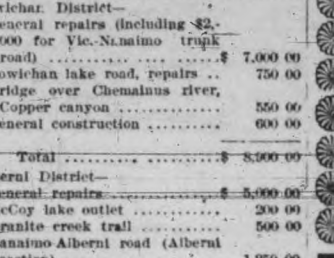 wichan District—
eneral repairs (including $2,-
000 for Vic.-Nanaimo trunk
road) .......... .... ......$ 7,000 00
owichan lake road, repairs .. 750 00
ridge over Chemainus river,
Copper canyon ............ 550 00
eneral construction .......... 600 00
Total ............ ............$ 8,900 00
erni District—
eneral repairs ..............$ 5,000 00
cCoy lake outlet ............ 200 00
ranite creek trail ............ 500 00
anaimo-Alberni road (Alberni